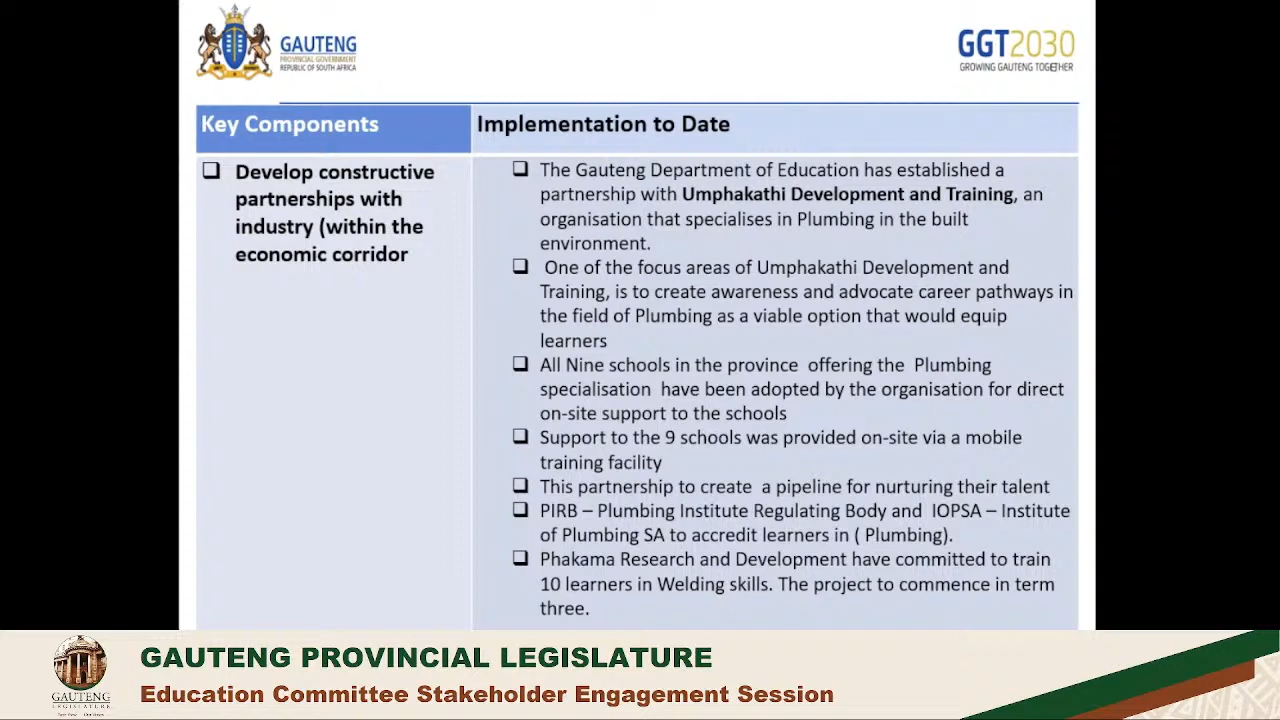 GAUTENG
PROVINCIAL GOVERNMENT
REPUBLIC OF SOUTH AFRICA
GGT2030
GROWING GAUTENG TOGETHER
Key Components
Implementation to Date
❑ Develop constructive
partnerships with
industry (within the
economic corridor
❑ The Gauteng Department of Education has established a
partnership with Umphakathi Development and Training, an
organisation that specialises in Plumbing in the built
environment.
❑ One of the focus areas of Umphakathi Development and
Training, is to create awareness and advocate career pathways in
the field of Plumbing as a viable option that would equip
learners
❑ All Nine schools in the province offering the Plumbing
specialisation have been adopted by the organisation for direct
on-site support to the schools
❑ Support to the 9 schools was provided on-site via a mobile
training facility
❑ This partnership to create a pipeline for nurturing their talent
❑ PIRB – Plumbing Institute Regulating Body and IOPSA – Institute
of Plumbing SA to accredit learners in ( Plumbing).
❑ Phakama Research and Development have committed to train
10 learners in Welding skills. The project to commence in term
three.
GAUTENG PROVINCIAL LEGISLATURE
Education Committee Stakeholder Engagement Session
GAUTENG
LEGISLATURE